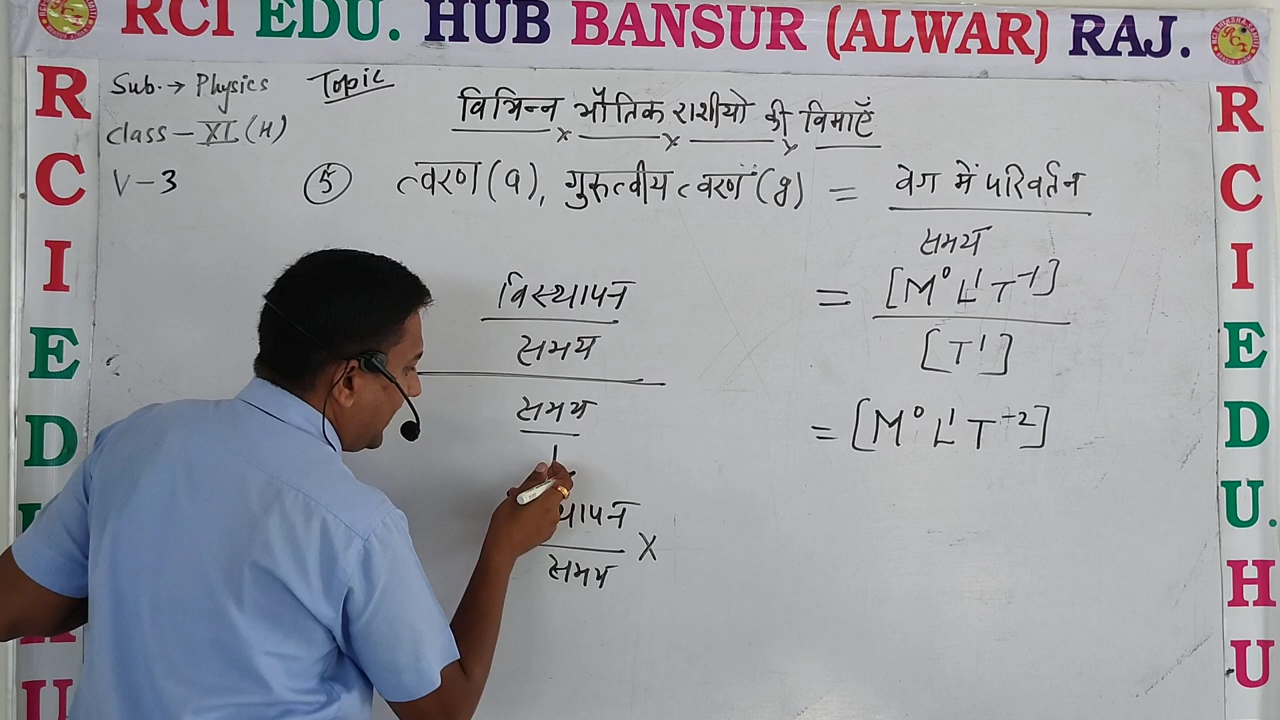 RCI EDU. HUB BANSUR (ALWAR) RAJ.
R
C
I
E
D
U
H
U
R
C
I
E
D
U.
H
U
Sub.→ Physics
Topic
class – XI (H)
V-3
विभिन्न भौतिक राशीयो की विमाएँ
⑤ त्वरण (a), गुरुत्वीय त्वरण (g) = वेग में परिवर्तन
समय
विस्थापन
समय
समय
1
= [M⁰L¹T⁻¹]
[T¹]
= [M⁰L¹T⁻²]
थापन
समय ×